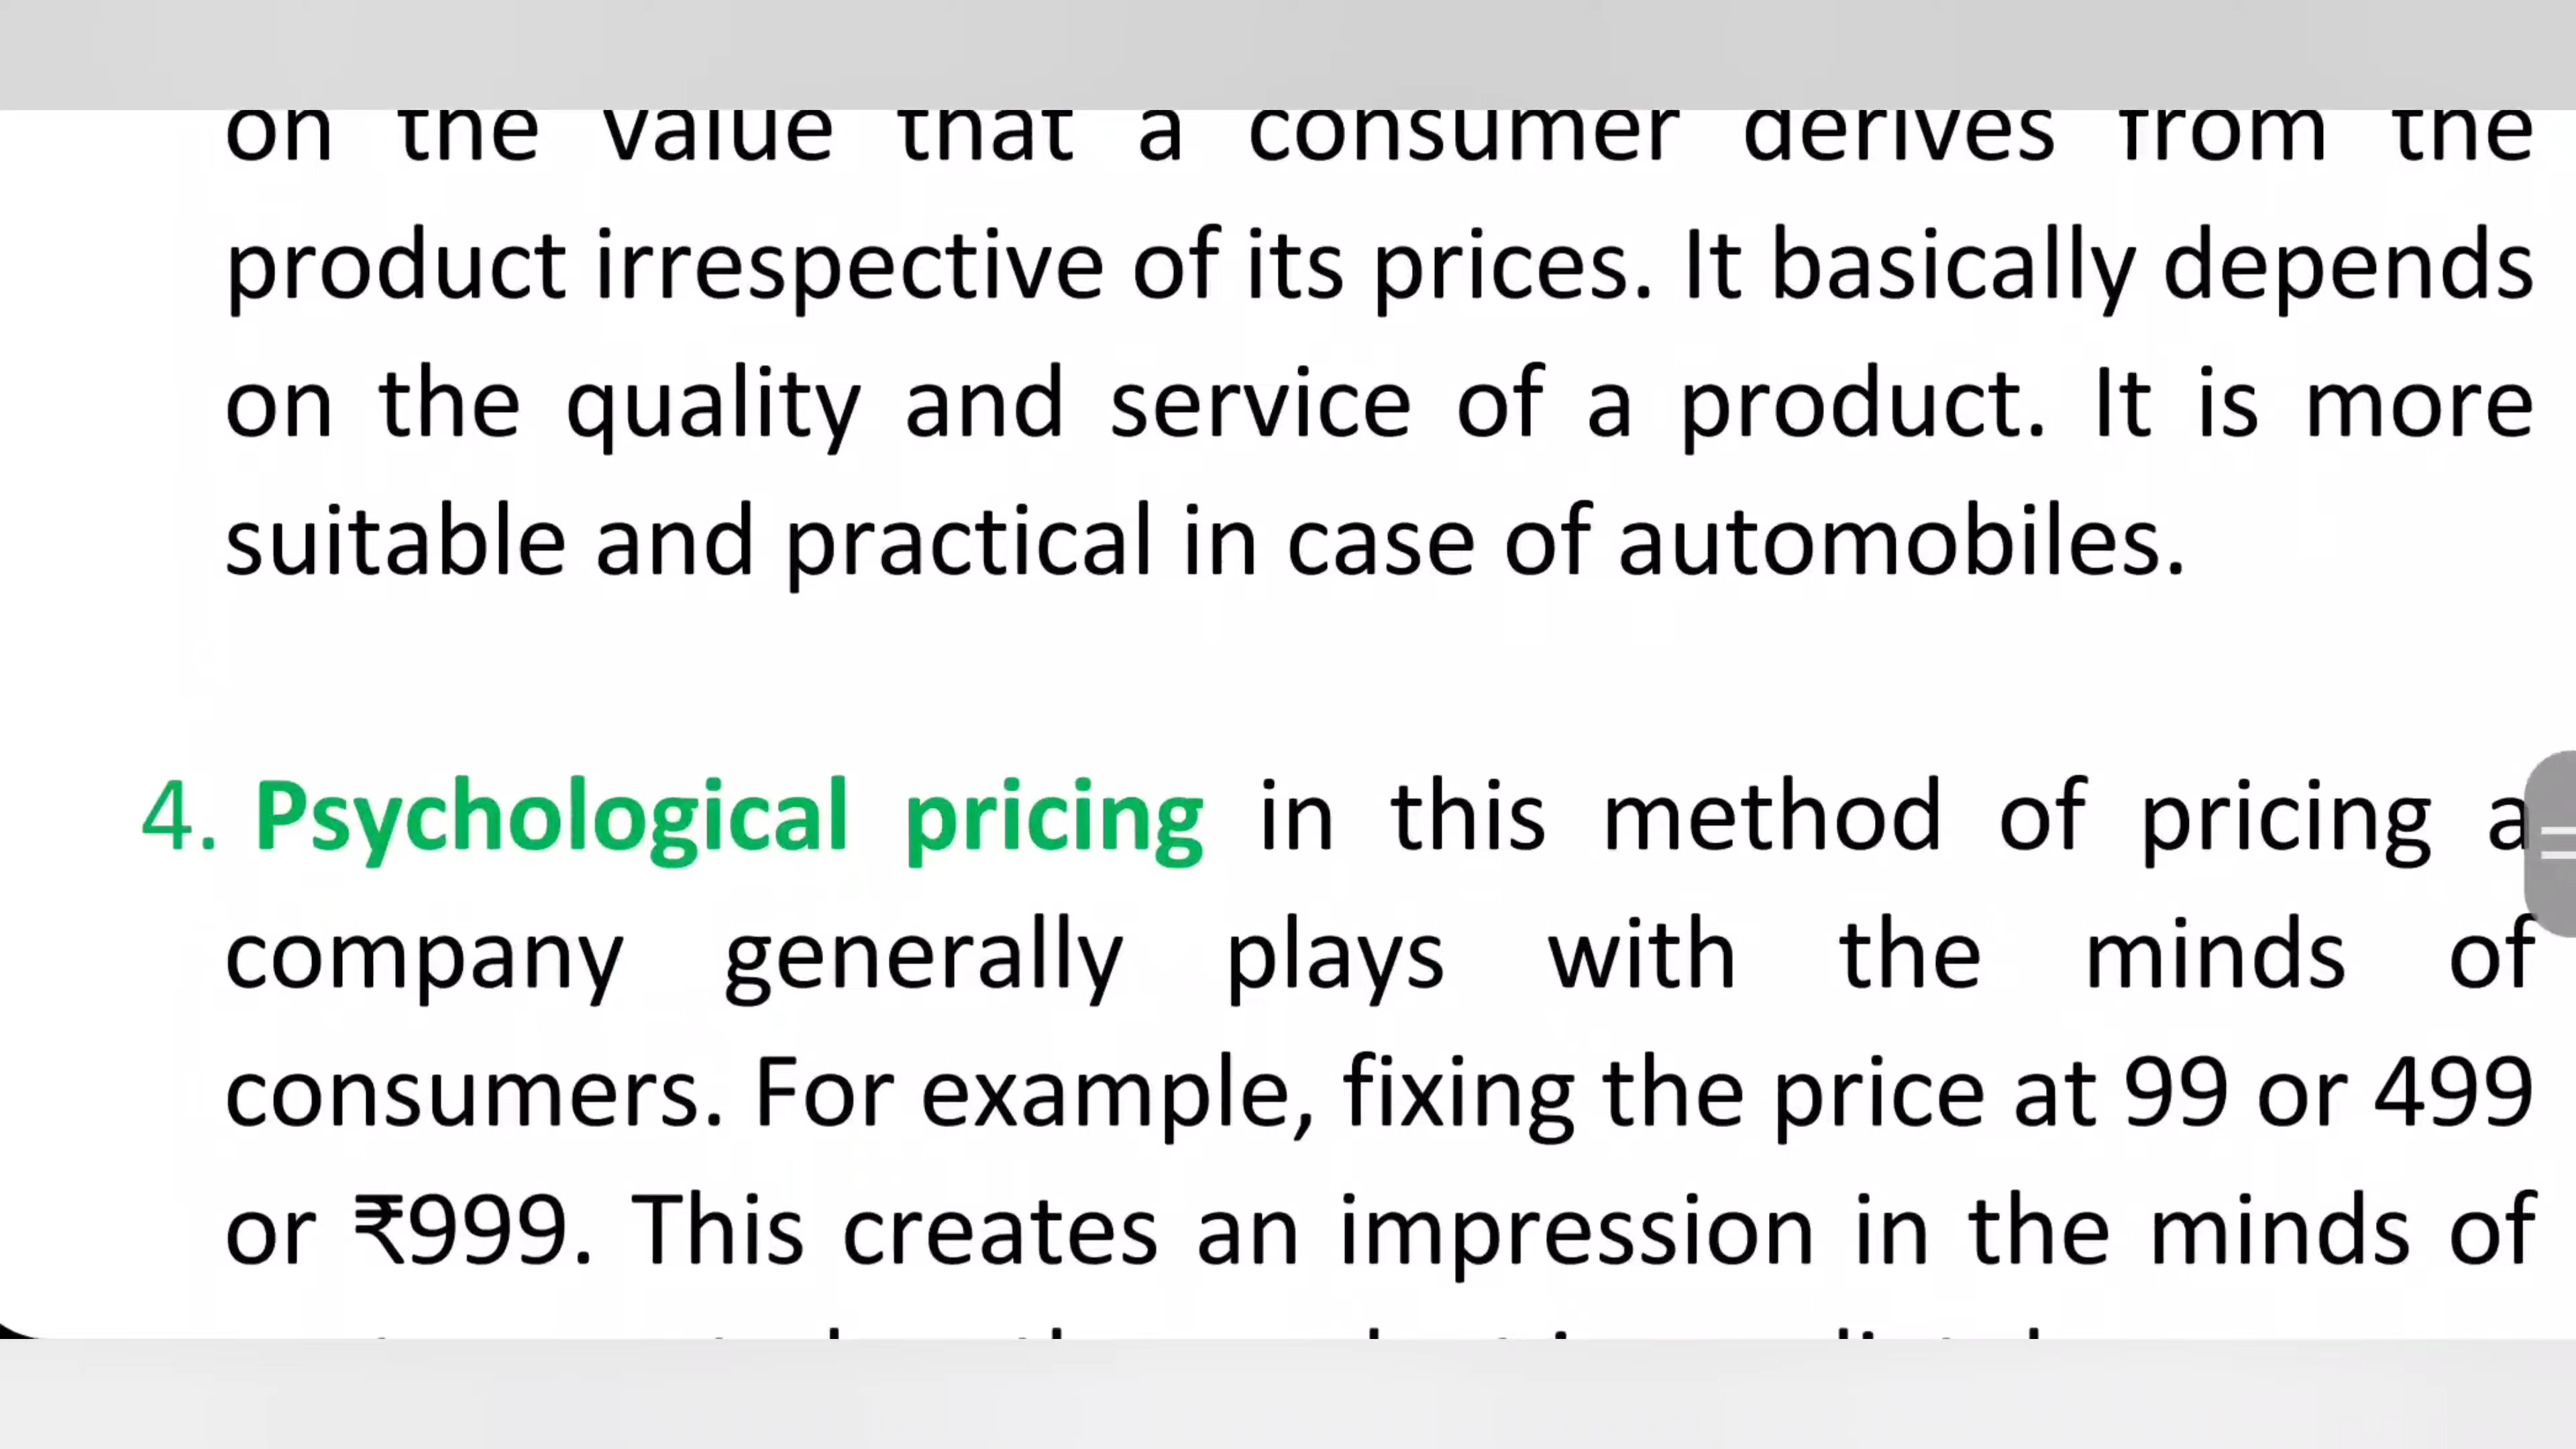 on the value that a consumer derives from the
product irrespective of its prices. It basically depends
on the quality and service of a product. It is more
suitable and practical in case of automobiles.
4. Psychological pricing in this method of pricing a
company generally plays with the minds of
consumers. For example, fixing the price at 99 or 499
or ₹999. This creates an impression in the minds of